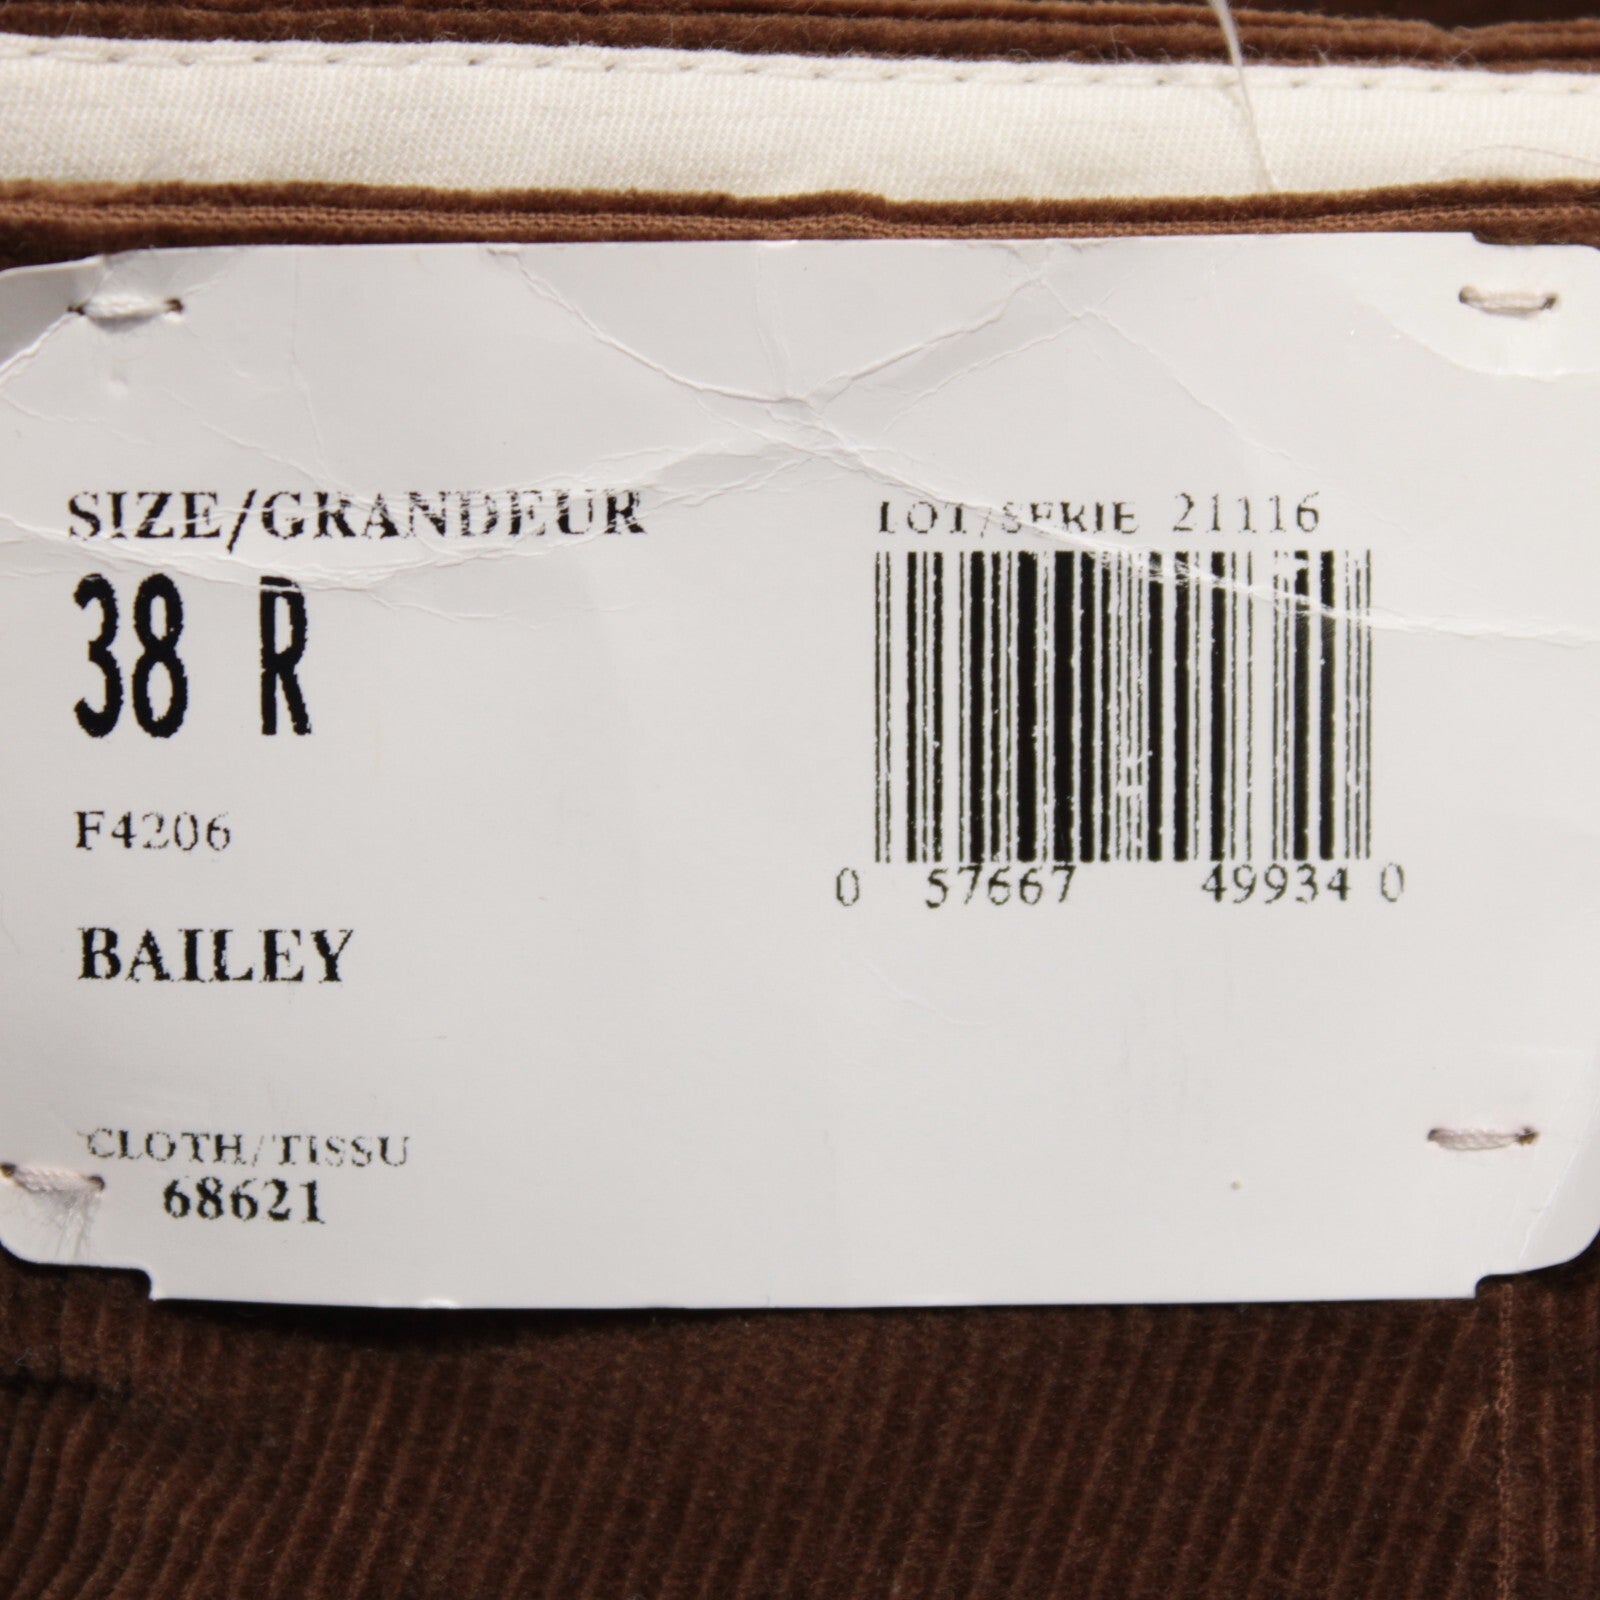 SIZE/GRANDEUR
38 R
F4206
BAILEY
CLOTH/TISSU
68621
LOT/SERIE 21116
0 57667 49934 0